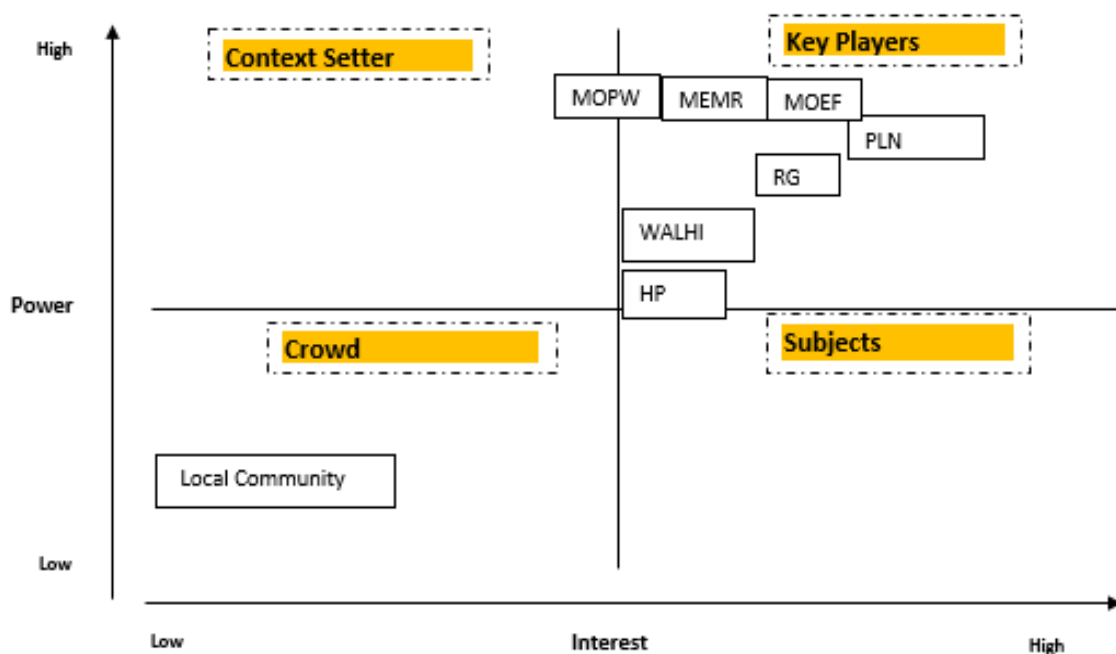 High
Context Setter
Key Players
MOPW
MEMR
MOEF
PLN
RG
WALHI
HP
Power
Crowd
Subjects
Local Community
Low
Low
Interest
High